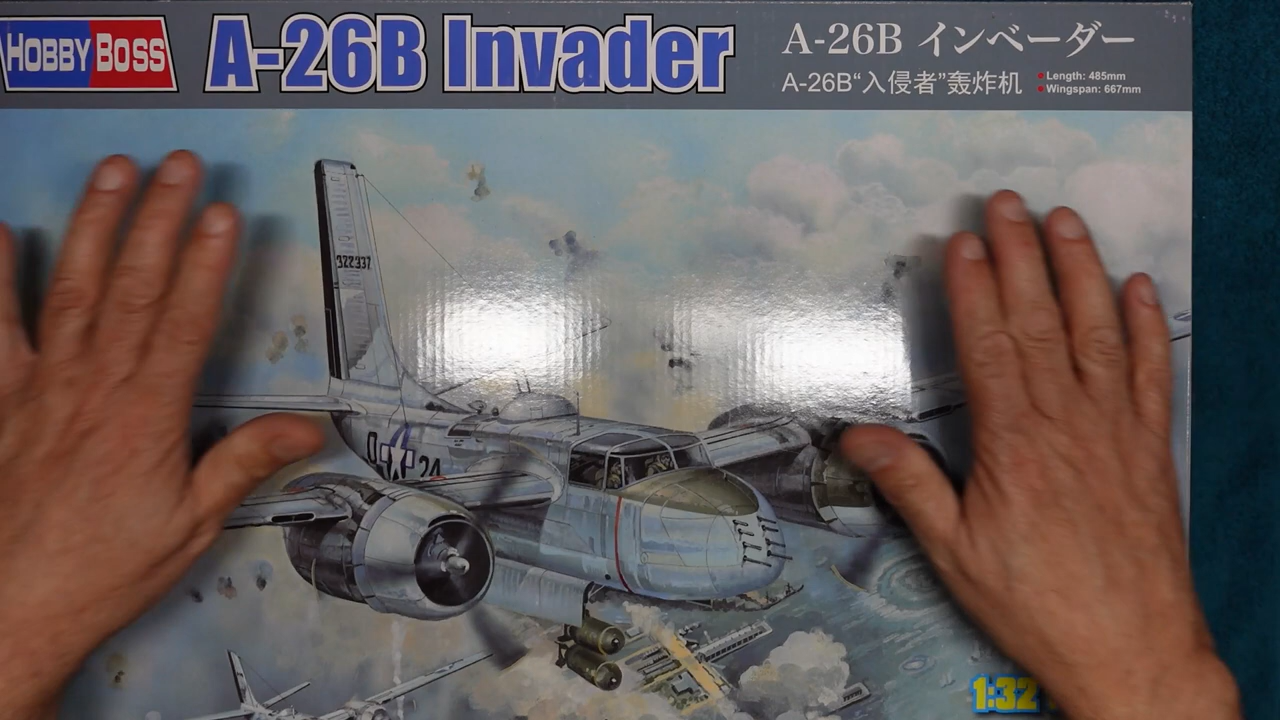 HOBBY BOSS
A-26B Invader
A-26B インベーダー
A-26B“入侵者”轰炸机
Length: 485mm
Wingspan: 667mm
322337
Q 24
1:32